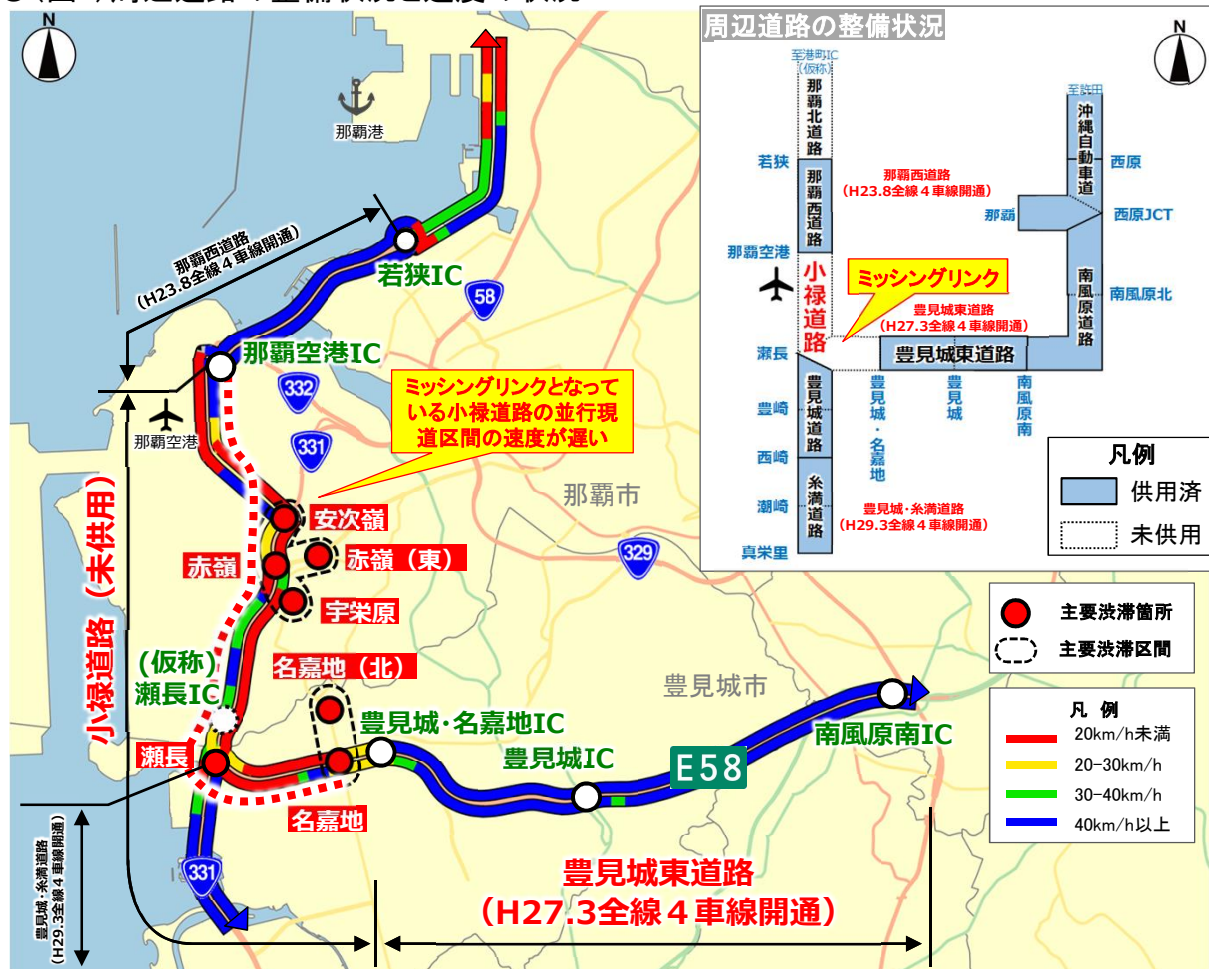 N
那覇港
那覇西道路
(H23.8全線4車線開通)
若狭IC
58
那覇空港IC
332
331
那覇空港
ミッシングリンクとなって
いる小禄道路の並行現
道区間の速度が遅い
那覇市
安次嶺
赤嶺
赤嶺（東）
宇栄原
329
小禄道路（未供用）
(仮称)
瀬長IC
名嘉地（北）
豊見城市
豊見城・名嘉地IC
瀬長
豊見城IC
南風原南IC
E58
名嘉地
331
豊見城・糸満道路
(H29.3全線4車線開通)
豊見城東道路
（H27.3全線４車線開通）
周辺道路の整備状況
N
至港町IC
(仮称)
那覇北道路
若狭
那覇西道路
那覇西道路
（H23.8全線４車線開通）
那覇空港
小禄道路
ミッシングリンク
豊見城東道路
（H27.3全線４車線開通）
豊見城東道路
瀬長
豊見城道路
豊崎
西崎
糸満道路
潮崎
真栄里
豊見城・名嘉地
豊見城
南風原南
豊見城・糸満道路
（H29.3全線４車線開通）
至許田
沖縄自動車道
西原
那覇
西原JCT
南風原道路
南風原北
凡例
供用済
未供用
主要渋滞箇所
主要渋滞区間
凡 例
20km/h未満
20-30km/h
30-40km/h
40km/h以上